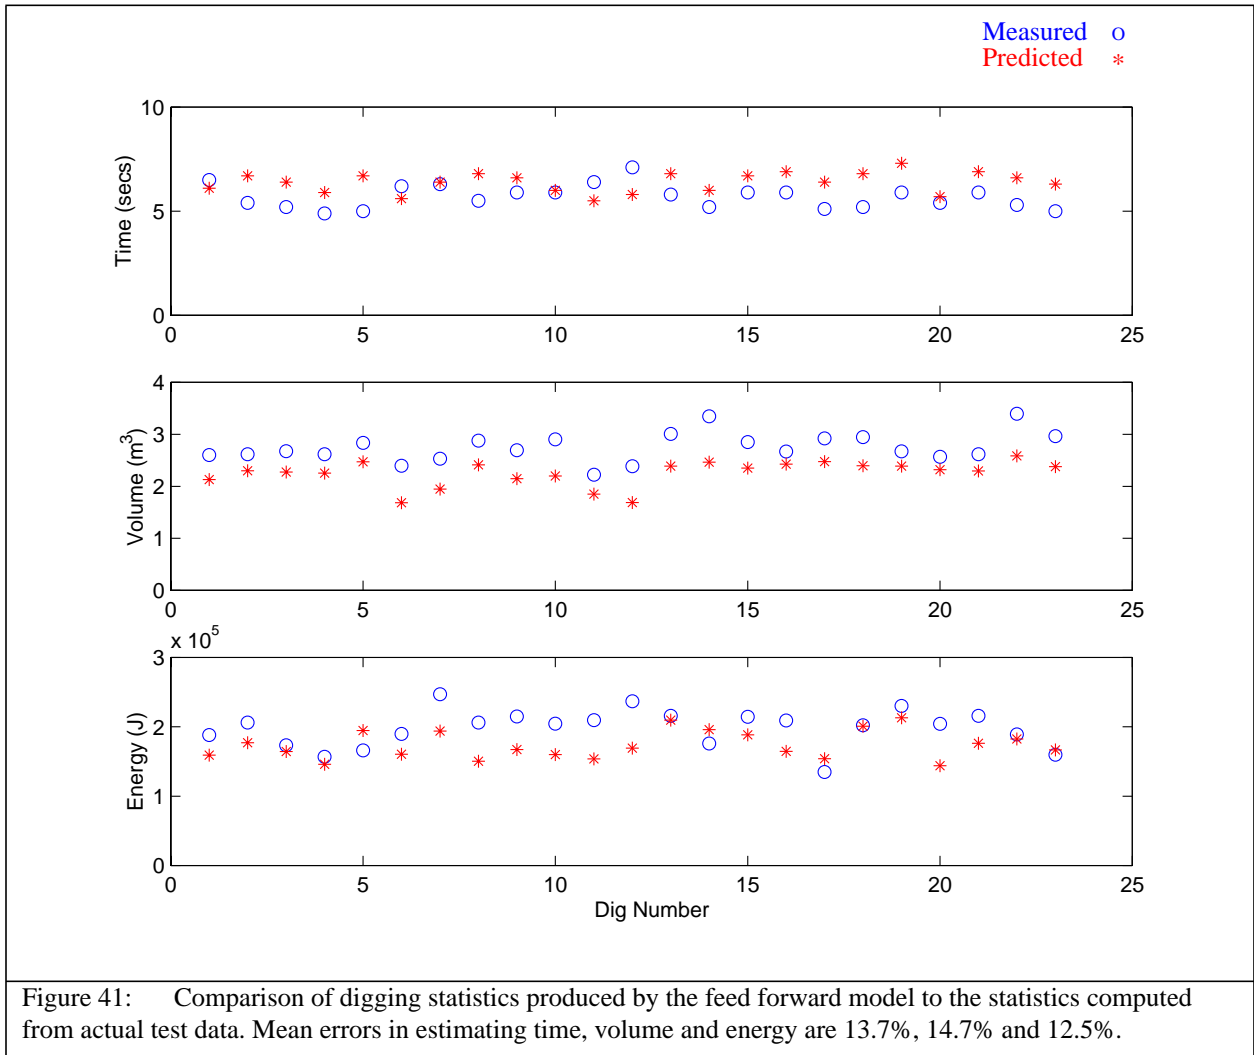 Measured o
Predicted *
10
5
0
Time (secs)
0 5 10 15 20 25
4
3
2
1
0
Volume (m³)
0 5 10 15 20 25
x 10⁵
3
2
1
0
Energy (J)
0 5 10 15 20 25
Dig Number
Figure 41: Comparison of digging statistics produced by the feed forward model to the statistics computed
from actual test data. Mean errors in estimating time, volume and energy are 13.7%, 14.7% and 12.5%.